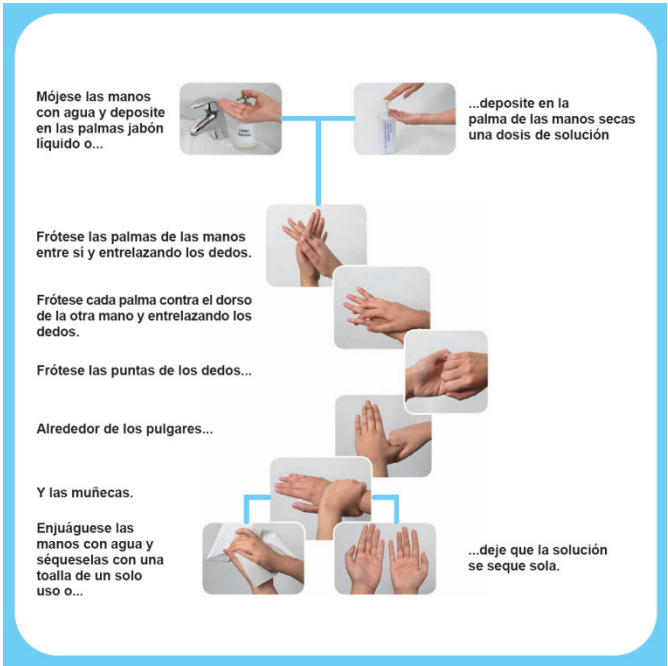 Mójese las manos
con agua y deposite
en las palmas jabón
líquido o...
...deposite en la
palma de las manos secas
una dosis de solución
Frótese las palmas de las manos
entre sí y entrelazando los dedos.
Frótese cada palma contra el dorso
de la otra mano y entrelazando los
dedos.
Frótese las puntas de los dedos...
Alrededor de los pulgares...
Y las muñecas.
Enjuáguese las
manos con agua y
séqueselas con una
toalla de un solo
uso o...
...deje que la solución
se seque sola.